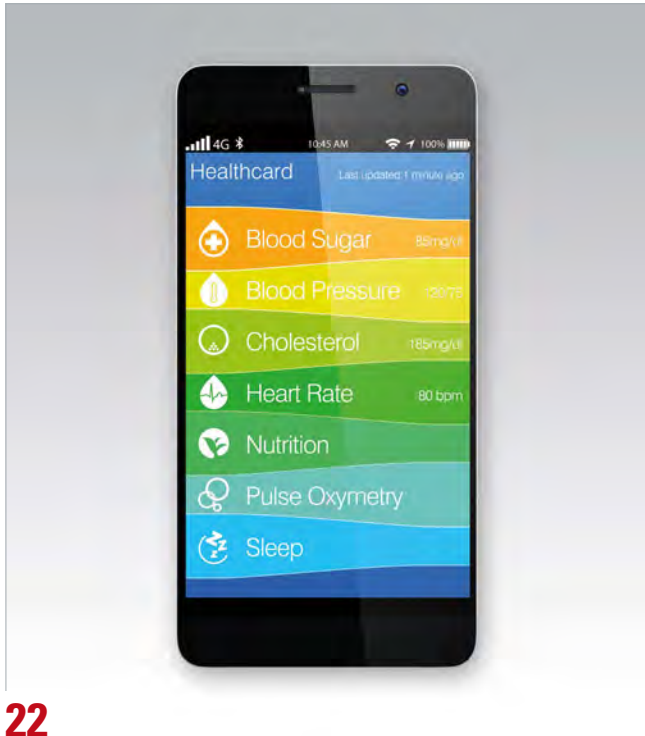 4G 10:45 AM 100%
Healthcard Last updated:1 minute ago
Blood Sugar 85mg/dl
Blood Pressure
Cholesterol 185mg/dl
Heart Rate 80 bpm
Nutrition
Pulse Oxymetry
Sleep
22